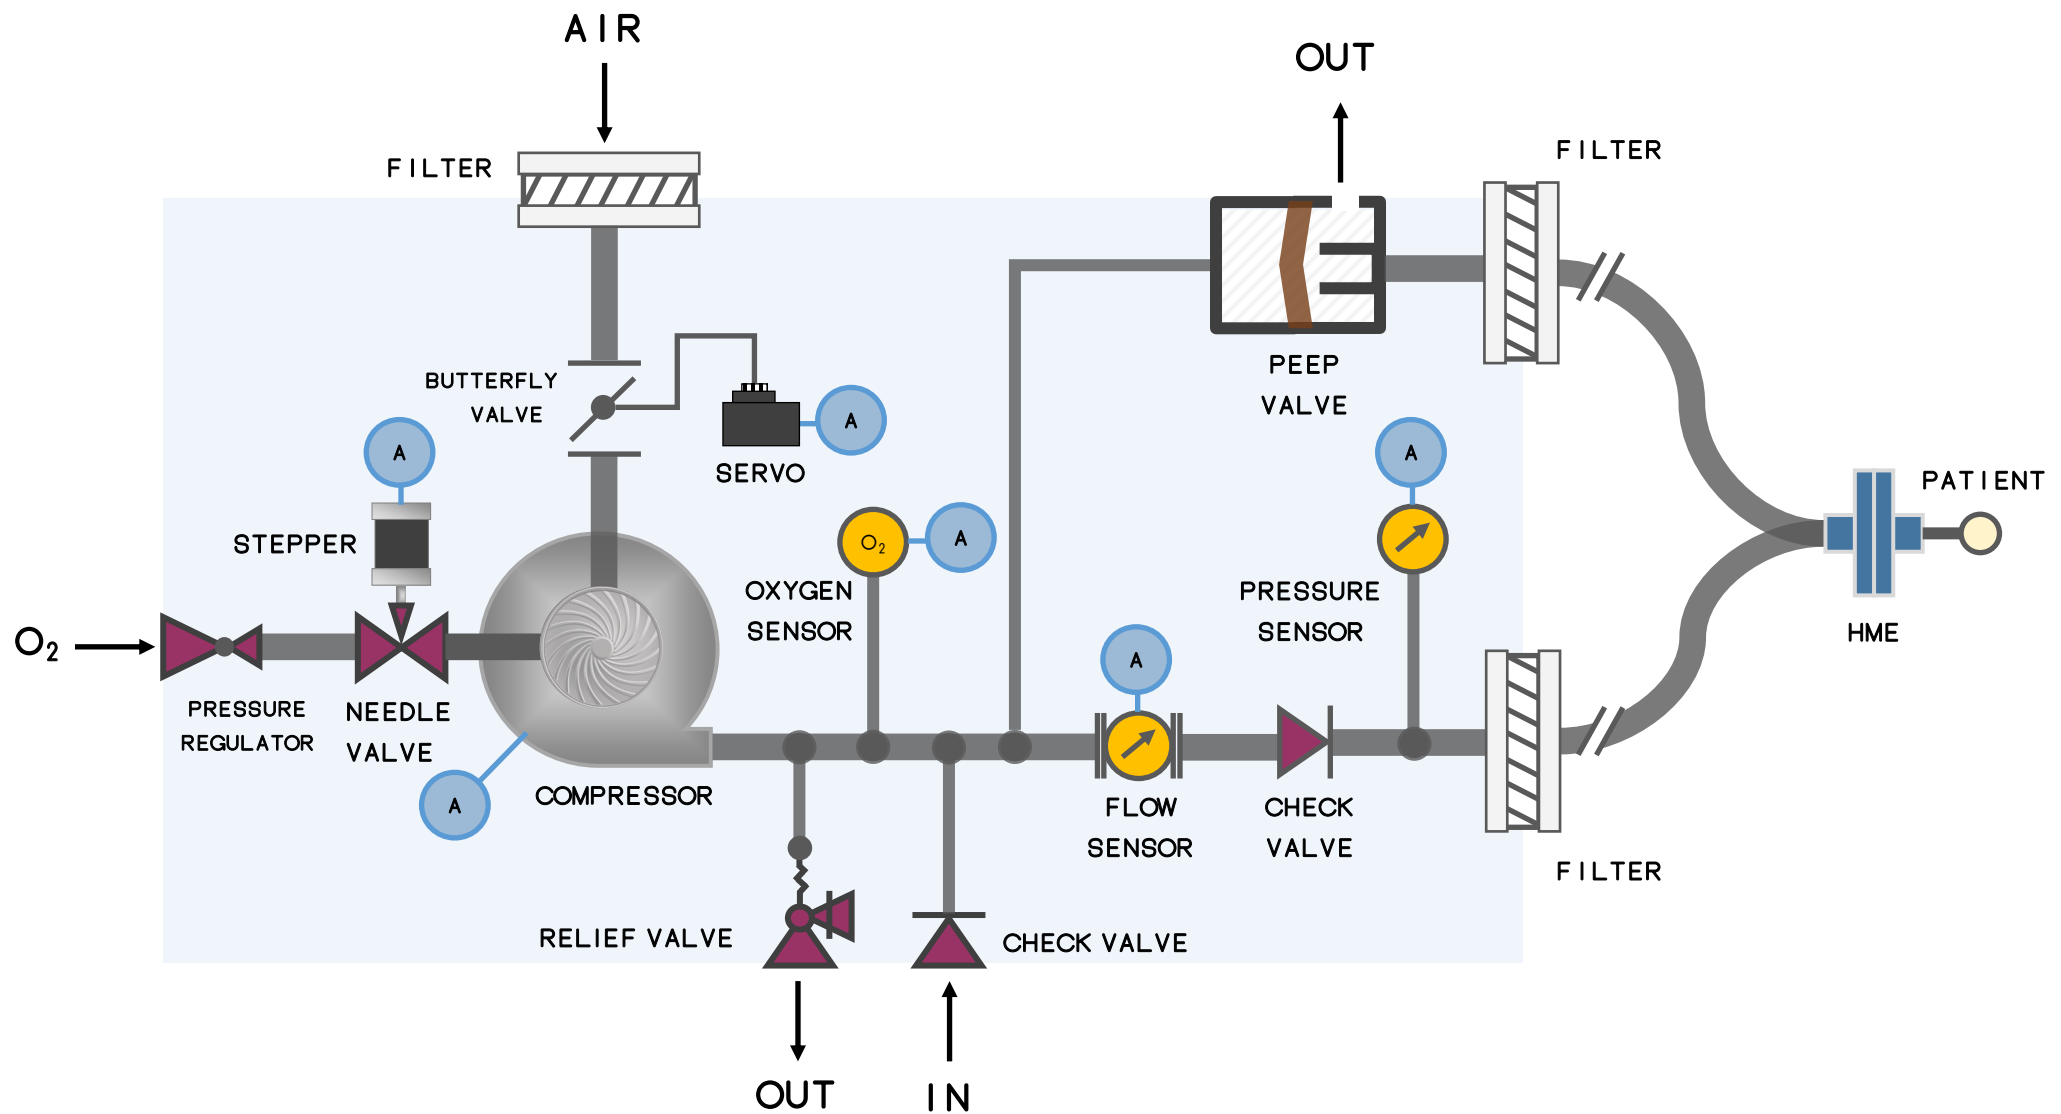 AIR
OUT
FILTER
FILTER
BUTTERFLY
VALVE
A
SERVO
PEEP
VALVE
A
A
PATIENT
STEPPER
O2
A
OXYGEN
SENSOR
PRESSURE
SENSOR
HME
O2
A
PRESSURE
REGULATOR
NEEDLE
VALVE
A
COMPRESSOR
FLOW
SENSOR
CHECK
VALVE
FILTER
RELIEF VALVE
CHECK VALVE
OUT
IN